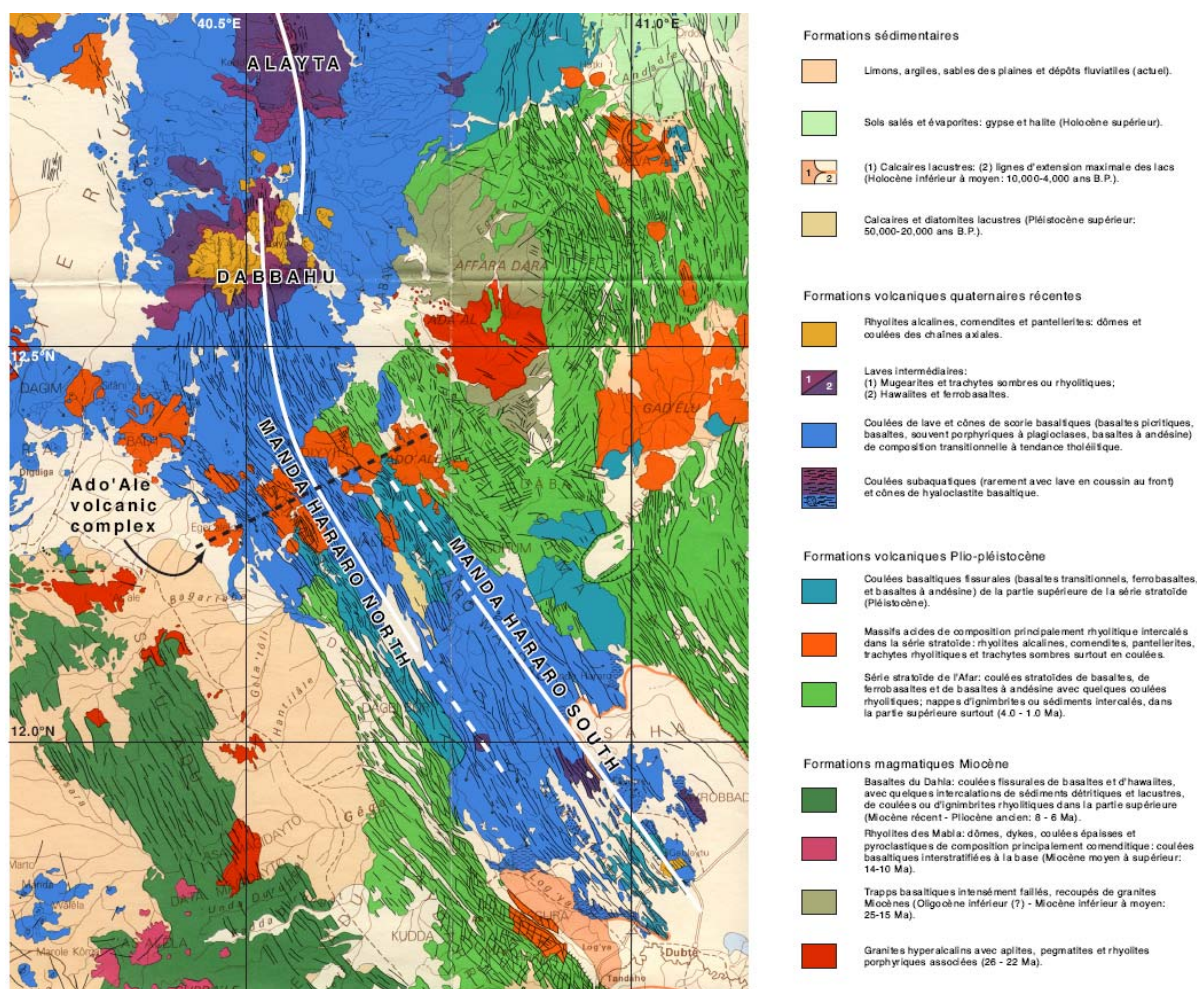 40.5°E
41.0°E
ALAYTA
DABBAHU
AFFARA DARA
12.5°N
DAGIM
GAD'ELU
ADO'ALE
MANDA HARARO NORTH
MANDA HARARO SOUTH
Ado'Ale
volcanic
complex
DABA
12.0°N
SAHA
Gêga
KUDDA
Log'ya
Dubte
Tandaho
Formations sédimentaires
Limons, argiles, sables des plaines et dépôts fluviatiles (actuel).
Sols salés et évaporites: gypse et halite (Holocène supérieur).
1
2
(1) Calcaires lacustres: (2) lignes d'extension maximale des lacs
(Holocène inférieur à moyen: 10,000-4,000 ans B.P.).
Calcaires et diatomites lacustres (Pléistocène supérieur:
50,000-20,000 ans B.P.).
Formations volcaniques quaternaires récentes
Rhyolites alcalines, comendites et pantellerites: dômes et
coulées des chaînes axiales.
1
2
Laves intermédiaires:
(1) Mugearites et trachytes sombres ou rhyolitiques;
(2) Hawaiites et ferrobasaltes.
Coulées de lave et cônes de scorie basaltiques (basaltes picritiques,
basaltes, souvent porphyriques à plagioclases, basaltes à andésine)
de composition transitionnelle à tendance tholéiitique.
Coulées subaquatiques (rarement avec lave en coussin au front)
et cônes de hyaloclastite basaltique.
Formations volcaniques Plio-pléistocène
Coulées basaltiques fissurales (basaltes transitionnels, ferrobasaltes,
et basaltes à andésine) de la partie supérieure de la série stratoïde
(Pléistocène).
Massifs acides de composition principalement rhyolitique intercalés
dans la série stratoïde: rhyolites alcalines, comendites, pantellerites,
trachytes rhyolitiques et trachytes sombres surtout en coulées.
Série stratoïde de l'Afar: coulées stratoïdes de basaltes, de
ferrobasaltes et de basaltes à andésine avec quelques coulées
rhyolitiques; nappes d'ignimbrites ou sédiments intercalés, dans
la partie supérieure surtout (4.0 - 1.0 Ma).
Formations magmatiques Miocène
Basaltes du Dahla: coulées fissurales de basaltes et d'hawaiites,
avec quelques intercalations de sédiments détritiques et lacustres,
de coulées ou d'ignimbrites rhyolitiques dans la partie supérieure
(Miocène récent - Pliocène ancien: 8 - 6 Ma).
Rhyolites des Mabla: dômes, dykes, coulées épaisses et
pyroclastiques de composition principalement comenditique: coulées
basaltiques interstratifiées à la base (Miocène moyen à supérieur:
14-10 Ma).
Trapps basaltiques intensément faillés, recoupés de granites
Miocènes (Oligocène inférieur (?) - Miocène inférieur à moyen:
25-15 Ma).
Granites hyperalcalins avec aplites, pegmatites et rhyolites
porphyriques associées (26 - 22 Ma).